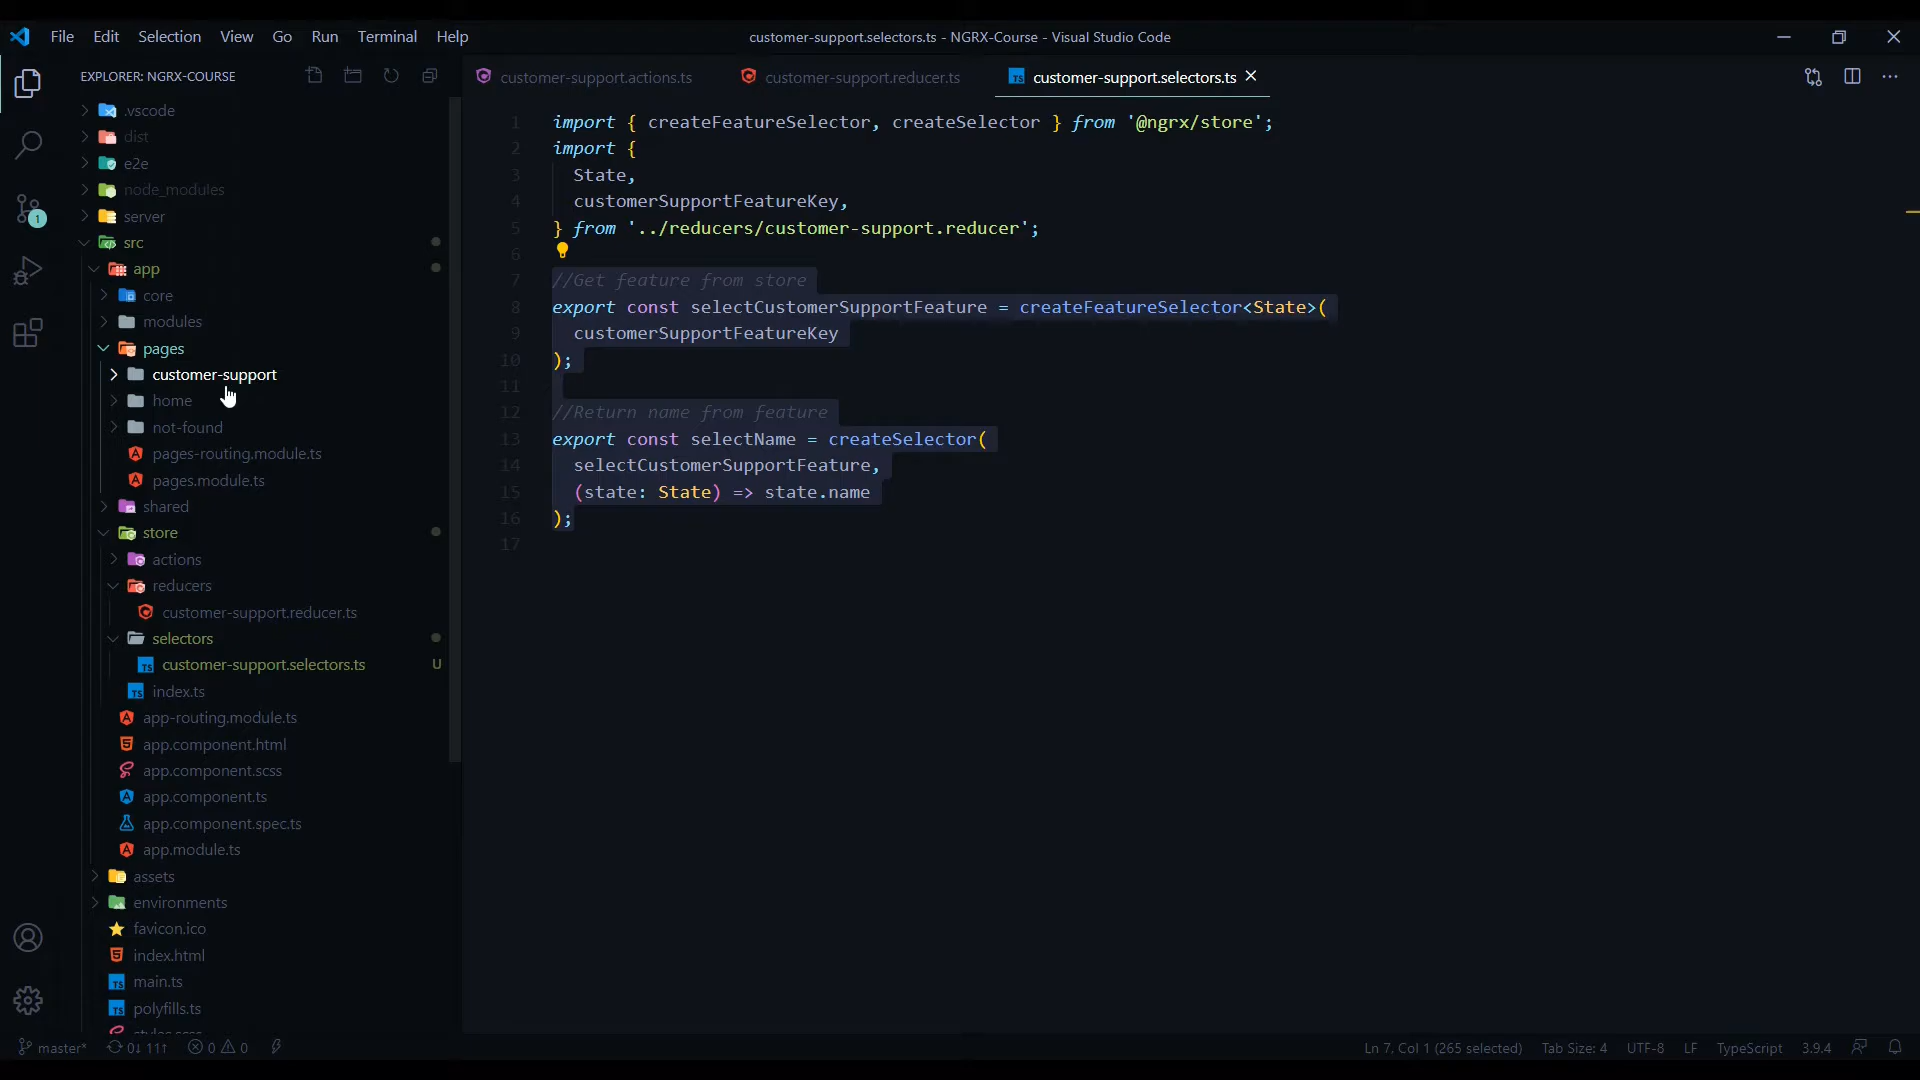 File Edit Selection View Go Run Terminal Help
customer-support.selectors.ts - NGRX-Course - Visual Studio Code
EXPLORER: NGRX-COURSE
.vscode
dist
e2e
node_modules
server
src
app
core
modules
pages
customer-support
home
not-found
pages-routing.module.ts
pages.module.ts
shared
store
actions
reducers
customer-support.reducer.ts
selectors
customer-support.selectors.ts U
index.ts
app-routing.module.ts
app.component.html
app.component.scss
app.component.ts
app.component.spec.ts
app.module.ts
assets
environments
favicon.ico
index.html
main.ts
polyfills.ts
styles.scss
customer-support.actions.ts customer-support.reducer.ts customer-support.selectors.ts
1 import { createFeatureSelector, createSelector } from '@ngrx/store';
2 import {
3 State,
4 customerSupportFeatureKey,
5 } from '../reducers/customer-support.reducer';
6
7 //Get feature from store
8 export const selectCustomerSupportFeature = createFeatureSelector<State>(
9 customerSupportFeatureKey
10 );
11
12 //Return name from feature
13 export const selectName = createSelector(
14 selectCustomerSupportFeature,
15 (state: State) => state.name
16 );
17
1
master* 0↓ 11↑ 0 0
Ln 7, Col 1 (265 selected) Tab Size: 4 UTF-8 LF TypeScript 3.9.4